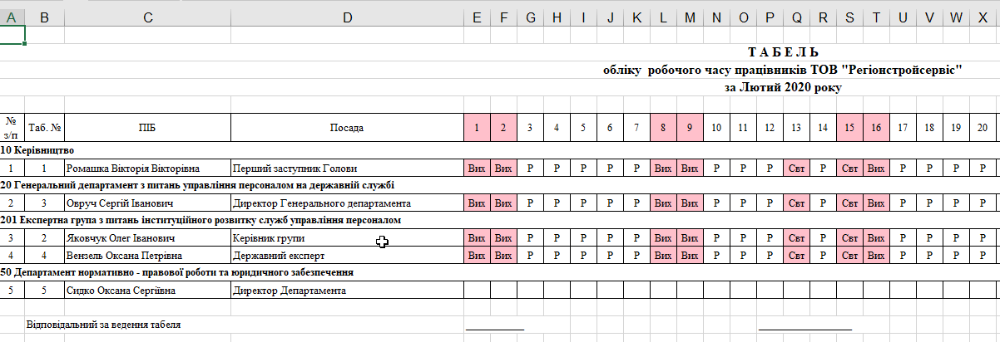 A B C D E F G H I J K L M N O P Q R S T U V W X
Т А Б Е Л Ь
обліку робочого часу працівників ТОВ "Регіонстройсервіс"
за Лютий 2020 року
№ з/п Таб. № ПІБ Посада 1 2 3 4 5 6 7 8 9 10 11 12 13 14 15 16 17 18 19 20
10 Керівництво
1 1 Ромашка Вікторія Вікторівна Перший заступник Голови Вих Вих Р Р Р Р Р Вих Вих Р Р Р Свт Р Свт Вих Р Р Р Р
20 Генеральний департамент з питань управління персоналом на державній службі
2 3 Овруч Сергій Іванович Директор Генерального департамента Вих Вих Р Р Р Р Р Вих Вих Р Р Р Свт Р Свт Вих Р Р Р Р
201 Експертна група з питань інституційного розвитку служб управління персоналом
3 2 Яковчук Олег Іванович Керівник групи Вих Вих Р Р Р Р Р Вих Вих Р Р Р Свт Р Свт Вих Р Р Р Р
4 4 Вензель Оксана Петрівна Державний експерт Вих Вих Р Р Р Р Р Вих Вих Р Р Р Свт Р Свт Вих Р Р Р Р
50 Департамент нормативно - правової роботи та юридичного забезпечення
5 5 Сидко Оксана Сергіївна Директор Департамента
Відповідальний за ведення табеля